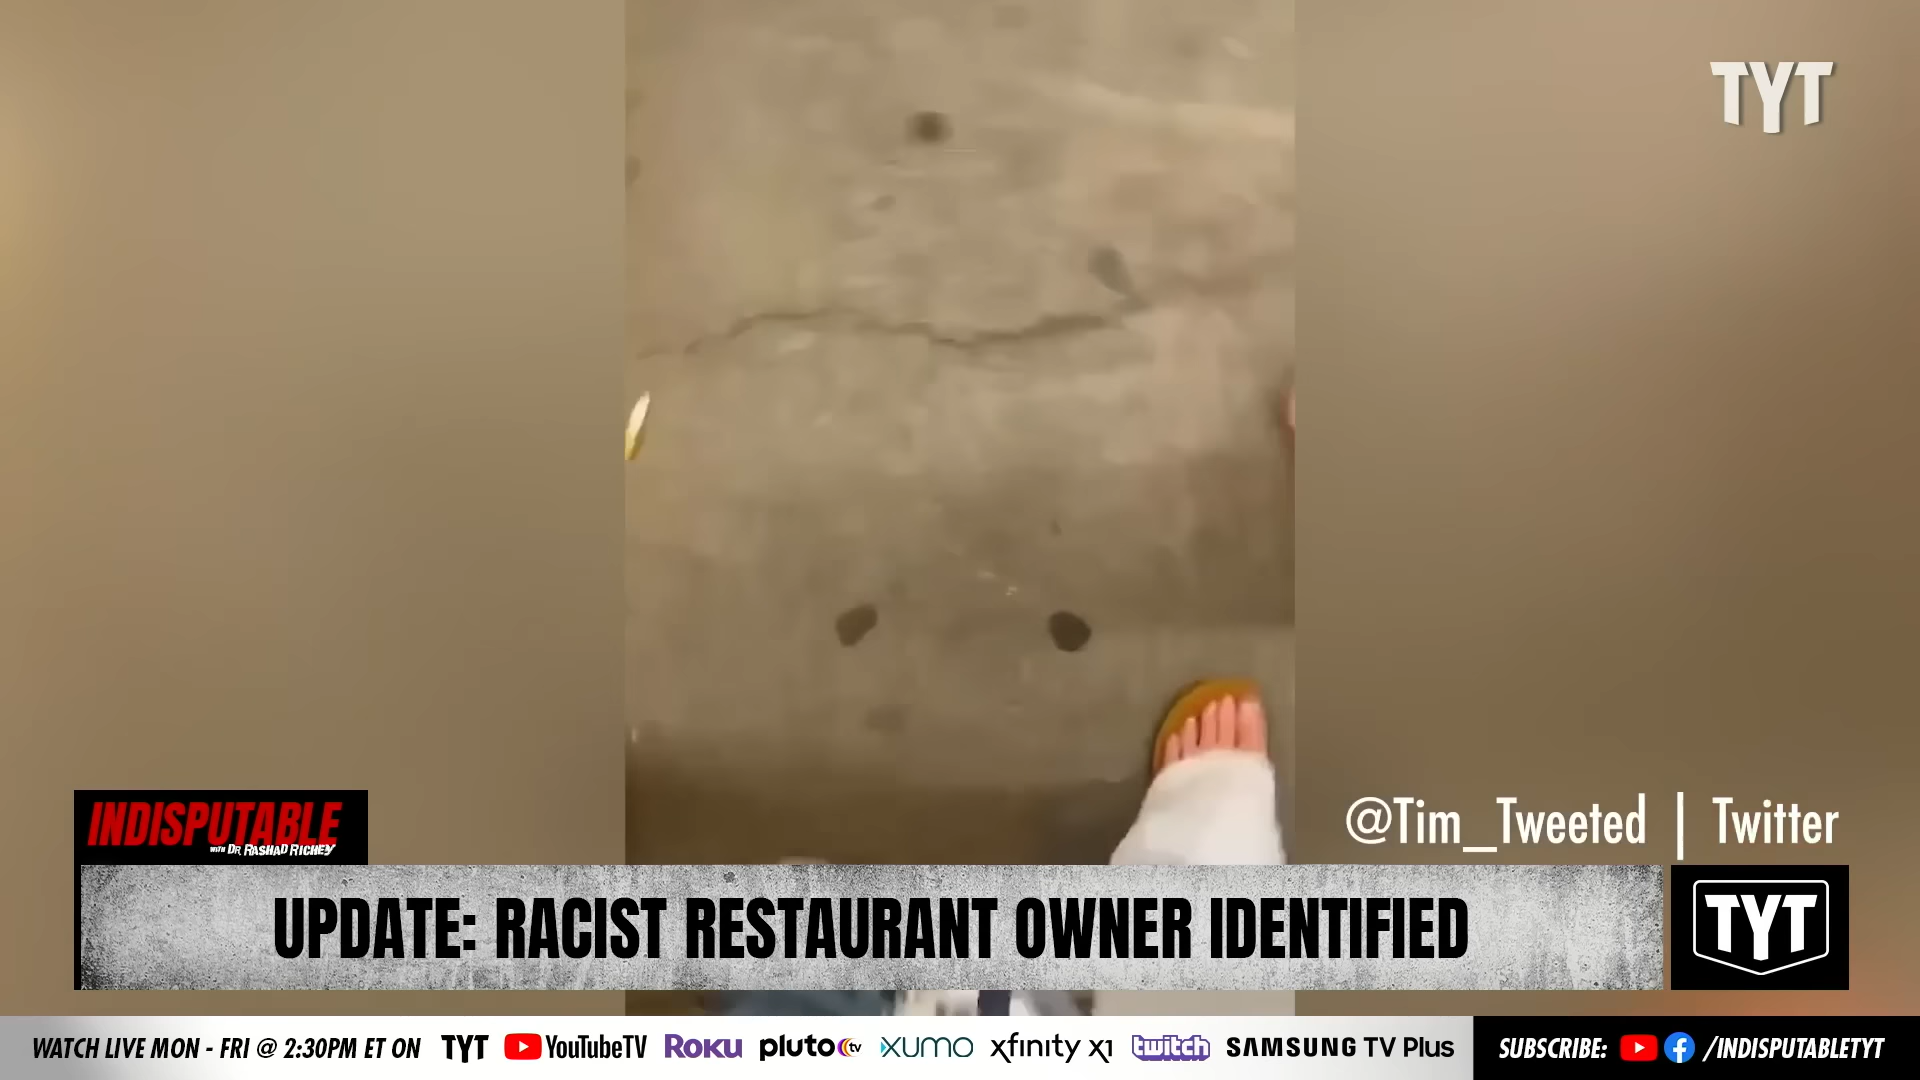 TYT
@Tim_Tweeted | Twitter
INDISPUTABLE
WITH DR RASHAD RICHEY
UPDATE: RACIST RESTAURANT OWNER IDENTIFIED
TYT
WATCH LIVE MON - FRI @ 2:30PM ET ON TYT YouTubeTV ROKU pluto tv XUMO xfinity x1 twitch SAMSUNG TV Plus SUBSCRIBE: /INDISPUTABLETYT